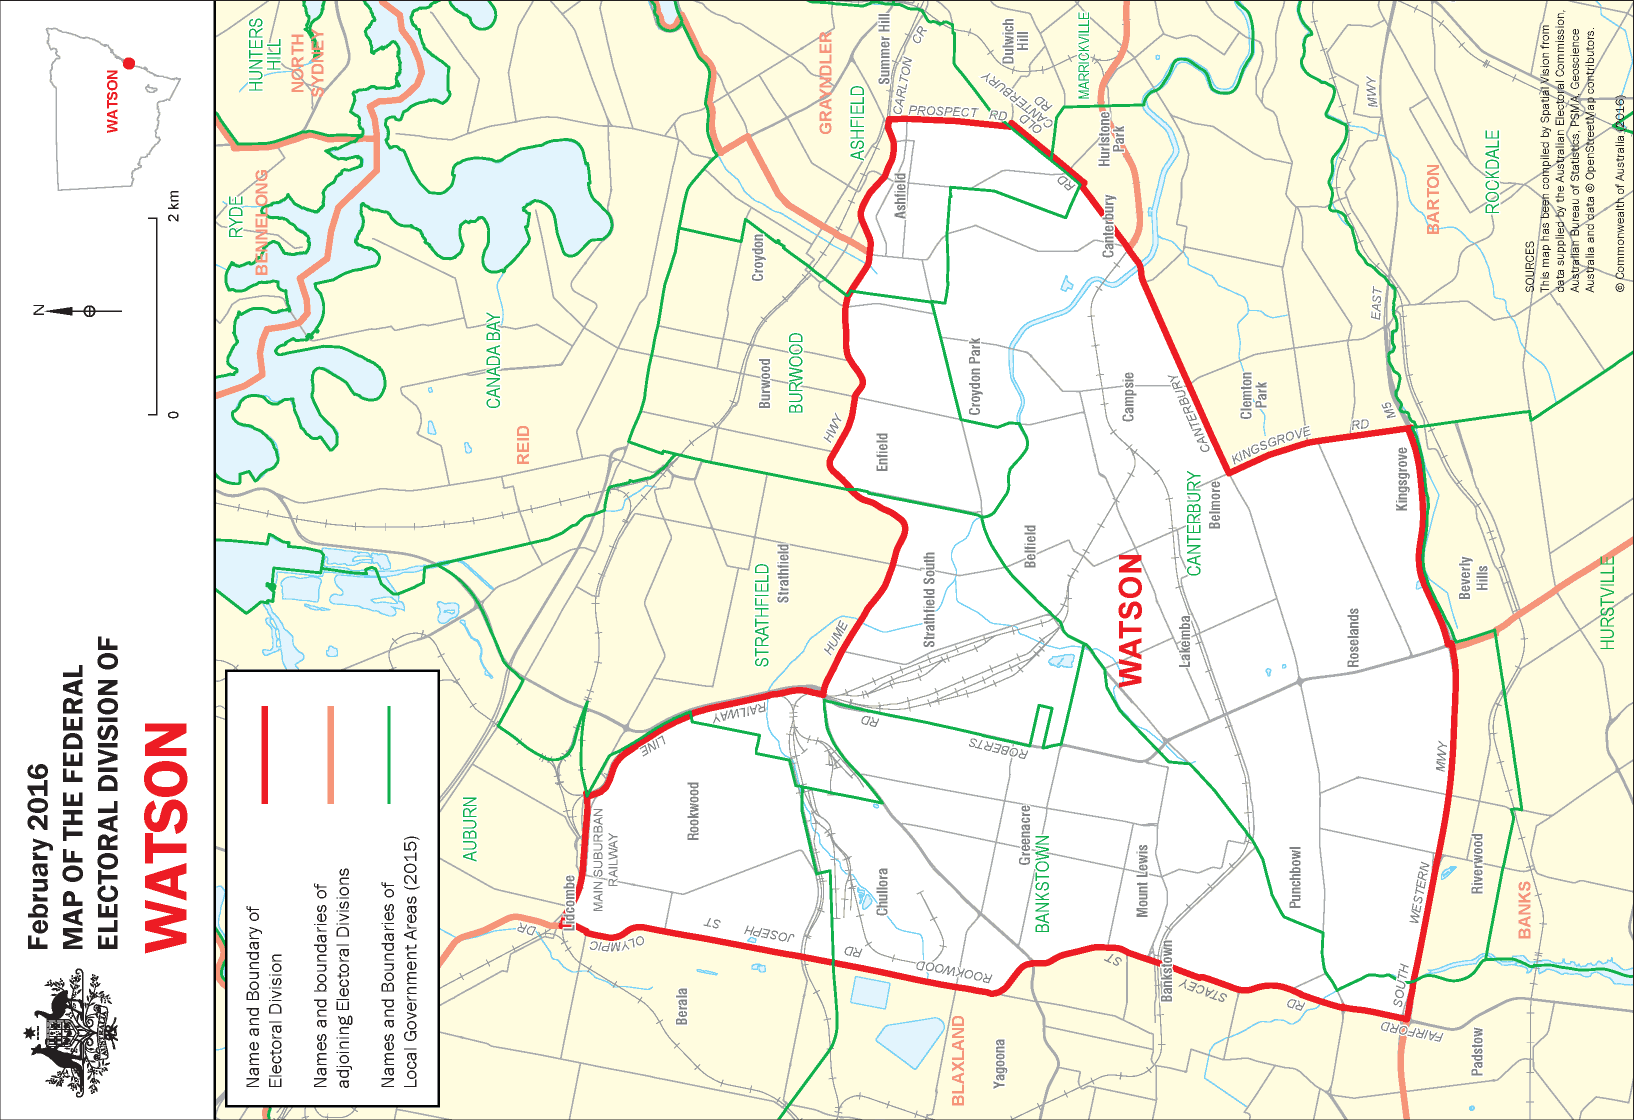 February 2016
MAP OF THE FEDERAL
ELECTORAL DIVISION OF
WATSON
Name and Boundary of
Electoral Division
Names and boundaries of
adjoining Electoral Divisions
Names and Boundaries of
Local Government Areas (2015)
N
0
2 km
WATSON
HUNTERS
HILL
NORTH
SYDNEY
RYDE
BENNELONG
CANADA BAY
REID
AUBURN
GRAYNDLER
ASHFIELD
Summer Hill
CARLTON CR
Dulwich
Hill
MARRICKVILLE
PROSPECT RD
OLD
CANTERBURY
RD
CANTERBURY
RD
Hurlstone
Park
Ashfield
Canterbury
Croydon
Burwood
BURWOOD
HWY
Croydon Park
Enfield
Campsie
CANTERBURY
Clemton
Park
KINGSGROVE RD
M5
EAST
MWY
BARTON
ROCKDALE
STRATHFIELD
Strathfield
HUME
Strathfield South
Belfield
CANTERBURY
Belmore
Kingsgrove
Beverly
Hills
HURSTVILLE
WATSON
Lakemba
Roselands
RAILWAY
LINE
RD
ROBERTS
MAIN SUBURBAN
RAILWAY
Rookwood
Lidcombe
DR
OLYMPIC
ST
JOSEPH
RD
ROOKWOOD
Chullora
Greenacre
BANKSTOWN
Mount Lewis
Punchbowl
Riverwood
MWY
WESTERN
SOUTH
BANKS
Berala
BLAXLAND
Yagoona
ST
Bankstown
STACEY
RD
FAIRFORD
Padstow
SOURCES
This map has been compiled by Spatial Vision from
data supplied by the Australian Electoral Commission,
Australian Bureau of Statistics, PSMA, Geoscience
Australia and data © OpenStreetMap contributors.
© Commonwealth of Australia (2016)